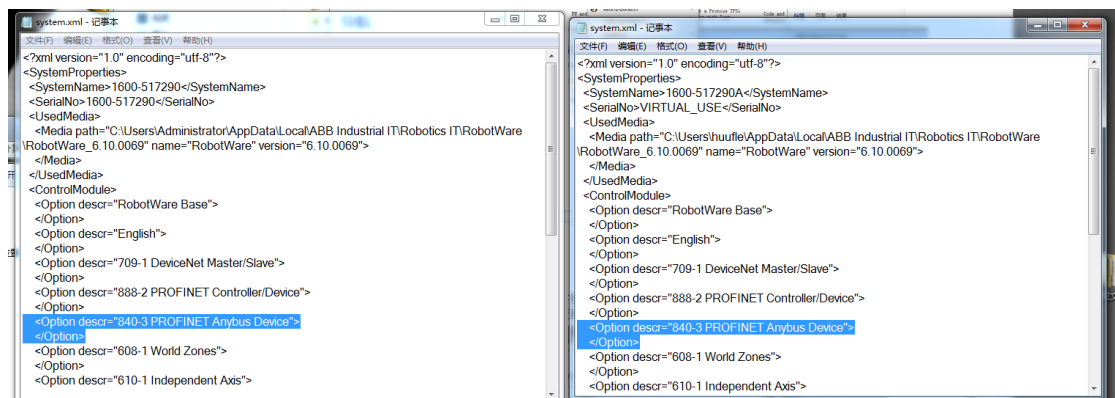 system.xml - 记事本
文件(F) 编辑(E) 格式(O) 查看(V) 帮助(H)
<?xml version="1.0" encoding="utf-8"?>
<SystemProperties>
<SystemName>1600-517290</SystemName>
<SerialNo>1600-517290</SerialNo>
<UsedMedia>
<Media path="C:\Users\Administrator\AppData\Local\ABB Industrial IT\Robotics IT\RobotWare
\RobotWare_6.10.0069" name="RobotWare" version="6.10.0069">
</Media>
</UsedMedia>
<ControlModule>
<Option descr="RobotWare Base">
</Option>
<Option descr="English">
</Option>
<Option descr="709-1 DeviceNet Master/Slave">
</Option>
<Option descr="888-2 PROFINET Controller/Device">
</Option>
<Option descr="840-3 PROFINET Anybus Device">
</Option>
<Option descr="608-1 World Zones">
</Option>
<Option descr="610-1 Independent Axis">
system.xml - 记事本
文件(F) 编辑(E) 格式(O) 查看(V) 帮助(H)
<?xml version="1.0" encoding="utf-8"?>
<SystemProperties>
<SystemName>1600-517290A</SystemName>
<SerialNo>VIRTUAL_USE</SerialNo>
<UsedMedia>
<Media path="C:\Users\huufle\AppData\Local\ABB Industrial IT\Robotics IT\RobotWare
\RobotWare_6.10.0069" name="RobotWare" version="6.10.0069">
</Media>
</UsedMedia>
<ControlModule>
<Option descr="RobotWare Base">
</Option>
<Option descr="English">
</Option>
<Option descr="709-1 DeviceNet Master/Slave">
</Option>
<Option descr="888-2 PROFINET Controller/Device">
</Option>
<Option descr="840-3 PROFINET Anybus Device">
</Option>
<Option descr="608-1 World Zones">
</Option>
<Option descr="610-1 Independent Axis">